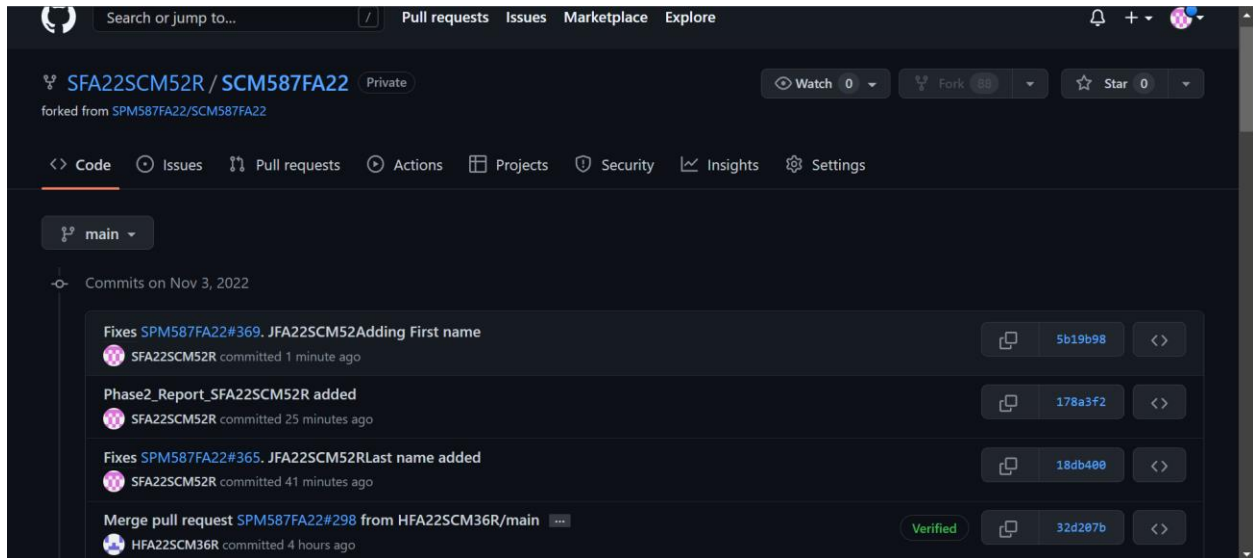 Search or jump to... / Pull requests Issues Marketplace Explore
SFA22SCM52R / SCM587FA22 Private
Watch 0 Fork 88 Star 0
forked from SPM587FA22/SCM587FA22
Code Issues Pull requests Actions Projects Security Insights Settings
main
Commits on Nov 3, 2022
Fixes SPM587FA22#369. JFA22SCM52Adding First name
SFA22SCM52R committed 1 minute ago
5b19b98
Phase2_Report_SFA22SCM52R added
SFA22SCM52R committed 25 minutes ago
178a3f2
Fixes SPM587FA22#365. JFA22SCM52RLast name added
SFA22SCM52R committed 41 minutes ago
18db400
Merge pull request SPM587FA22#298 from HFA22SCM36R/main ...
HFA22SCM36R committed 4 hours ago
Verified 32d207b